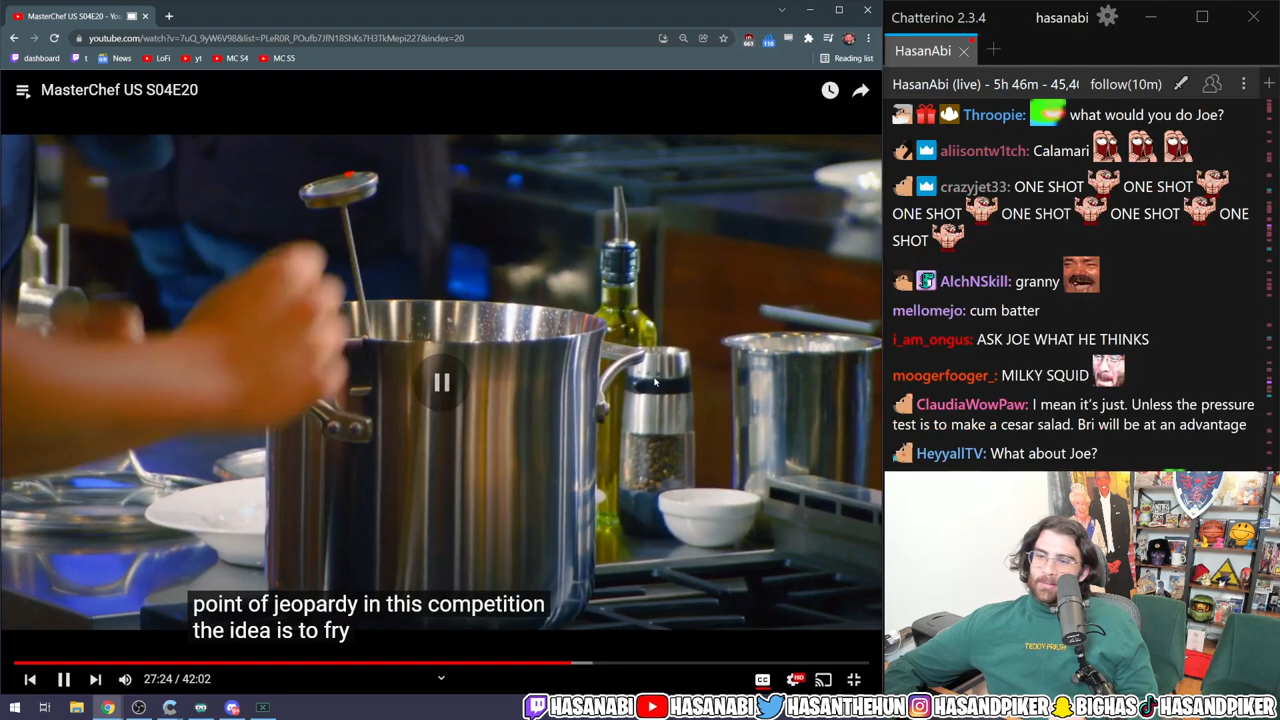 MasterChef US S04E20 - You
youtube.com/watch?v=7uQ_9yW6V98&list=PLeR0R_POufb7JfN18ShKs7H3TkMepi227&index=20
663
110
dashboard
t
News
LoFi
yt
MC S4
MC S5
Reading list
MasterChef US S04E20
point of jeopardy in this competition
the idea is to fry
27:24 / 42:02
CC
HD
Chatterino 2.3.4
hasanabi
HasanAbi
HasanAbi (live) - 5h 46m - 45,40
follow(10m)
Throopie: what would you do Joe?
aliisontw1tch: Calamari
crazyjet33: ONE SHOT ONE SHOT
ONE SHOT ONE SHOT ONE SHOT ONE
SHOT
AlchNSkill: granny
mellomejo: cum batter
i_am_ongus: ASK JOE WHAT HE THINKS
moogerfooger_: MILKY SQUID
ClaudiaWowPaw: I mean it's just. Unless the pressure
test is to make a cesar salad. Bri will be at an advantage
HeyyallTV: What about Joe?
HASANABI HASANABI HASANTHEHUN HASANDPIKER BIGHAS HASANDPIKER